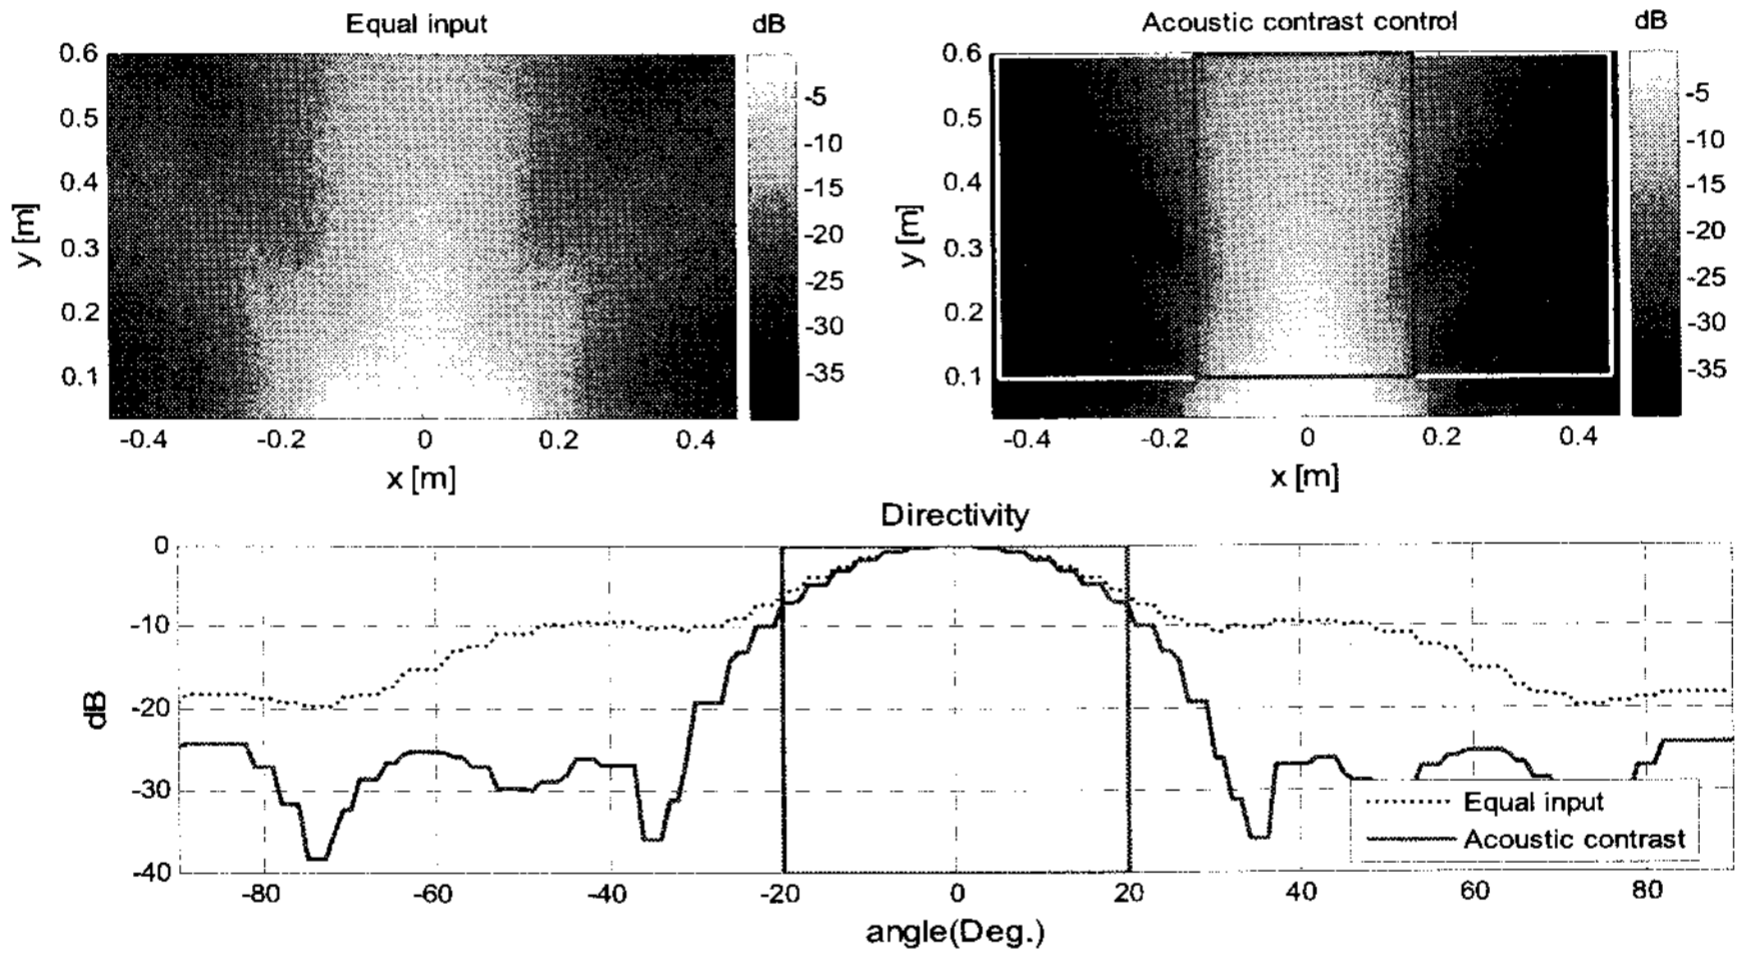 Equal input dB
0.6
0.5
0.4
0.3
0.2
0.1
y [m]
-5
-10
-15
-20
-25
-30
-35
-0.4 -0.2 0 0.2 0.4
x [m]
Acoustic contrast control dB
0.6
0.5
0.4
0.3
0.2
0.1
y [m]
-5
-10
-15
-20
-25
-30
-35
-0.4 -0.2 0 0.2 0.4
x [m]
Directivity
0
-10
-20
-30
-40
dB
Equal input
Acoustic contrast
-80 -60 -40 -20 0 20 40 60 80
angle(Deg.)